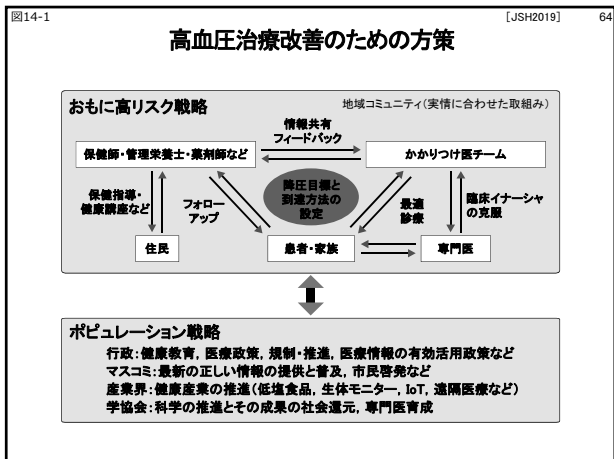 図14-1
[JSH2019] 64
高血圧治療改善のための方策
おもに高リスク戦略
地域コミュニティ(実情に合わせた取組み)
情報共有
フィードバック
保健師・管理栄養士・薬剤師など
かかりつけ医チーム
保健指導・
健康講座など
フォロー
アップ
降圧目標と
到達方法の
設定
最適
診療
臨床イナーシャ
の克服
住民
患者・家族
専門医
ポピュレーション戦略
行政:健康教育, 医療政策, 規制・推進, 医療情報の有効活用政策など
マスコミ:最新の正しい情報の提供と普及, 市民啓発など
産業界:健康産業の推進(低塩食品, 生体モニター, IoT, 遠隔医療など)
学協会:科学の推進とその成果の社会還元, 専門医育成